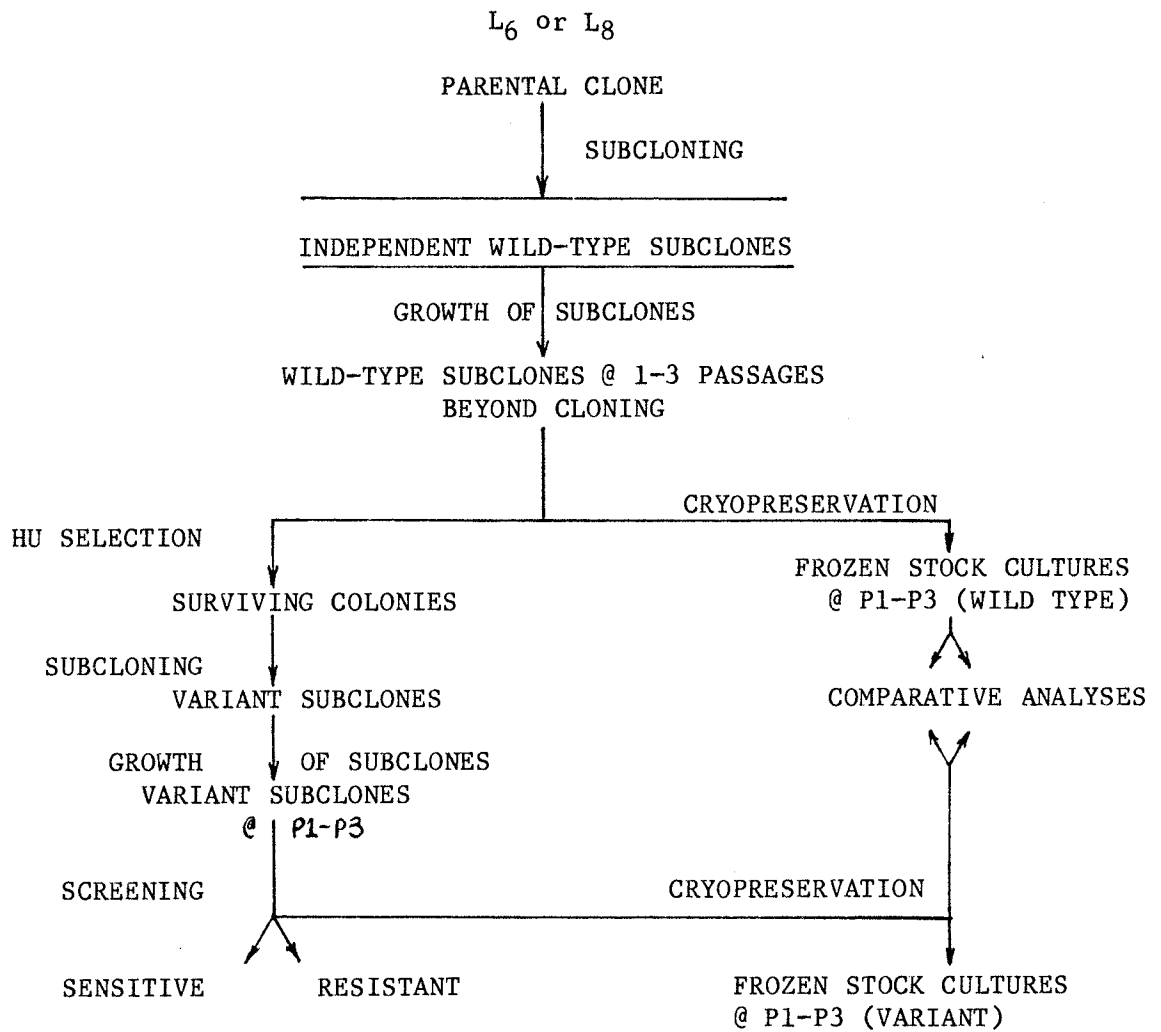 L6 or L8
PARENTAL CLONE
SUBCLONING
INDEPENDENT WILD-TYPE SUBCLONES
GROWTH OF SUBCLONES
WILD-TYPE SUBCLONES @ 1-3 PASSAGES
BEYOND CLONING
CRYOPRESERVATION
HU SELECTION
FROZEN STOCK CULTURES
@ P1-P3 (WILD TYPE)
SURVIVING COLONIES
SUBCLONING
VARIANT SUBCLONES
COMPARATIVE ANALYSES
GROWTH OF SUBCLONES
VARIANT SUBCLONES
@ P1-P3
SCREENING
CRYOPRESERVATION
SENSITIVE
RESISTANT
FROZEN STOCK CULTURES
@ P1-P3 (VARIANT)